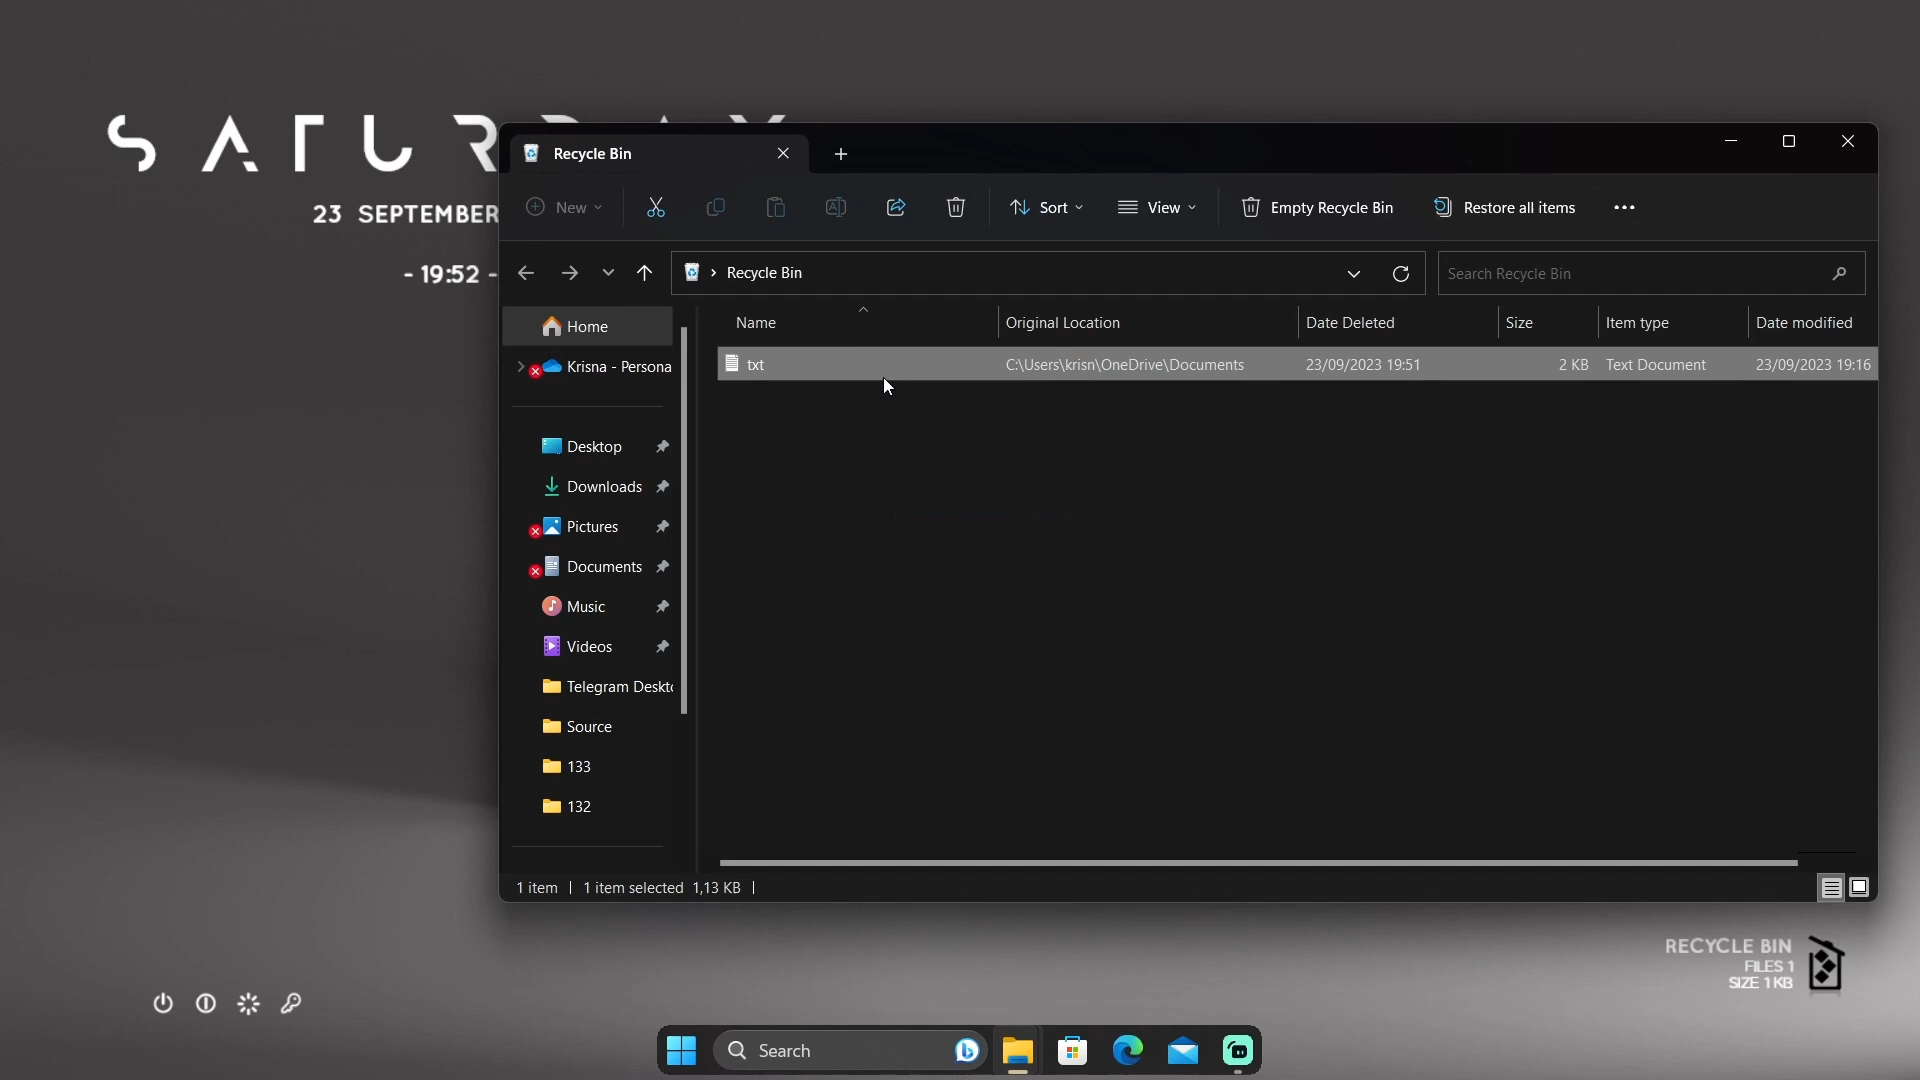 SATURDAY
23 SEPTEMBER
- 19:52 -
Recycle Bin
New
Sort
View
Empty Recycle Bin
Restore all items
Recycle Bin
Search Recycle Bin
Name
Original Location
Date Deleted
Size
Item type
Date modified
txt
C:\Users\krisn\OneDrive\Documents
23/09/2023 19:51
2 KB
Text Document
23/09/2023 19:16
Home
Krisna - Persona
Desktop
Downloads
Pictures
Documents
Music
Videos
Telegram Deskto
Source
133
132
1 item
1 item selected 1,13 KB
RECYCLE BIN
FILES 1
SIZE 1KB
Search